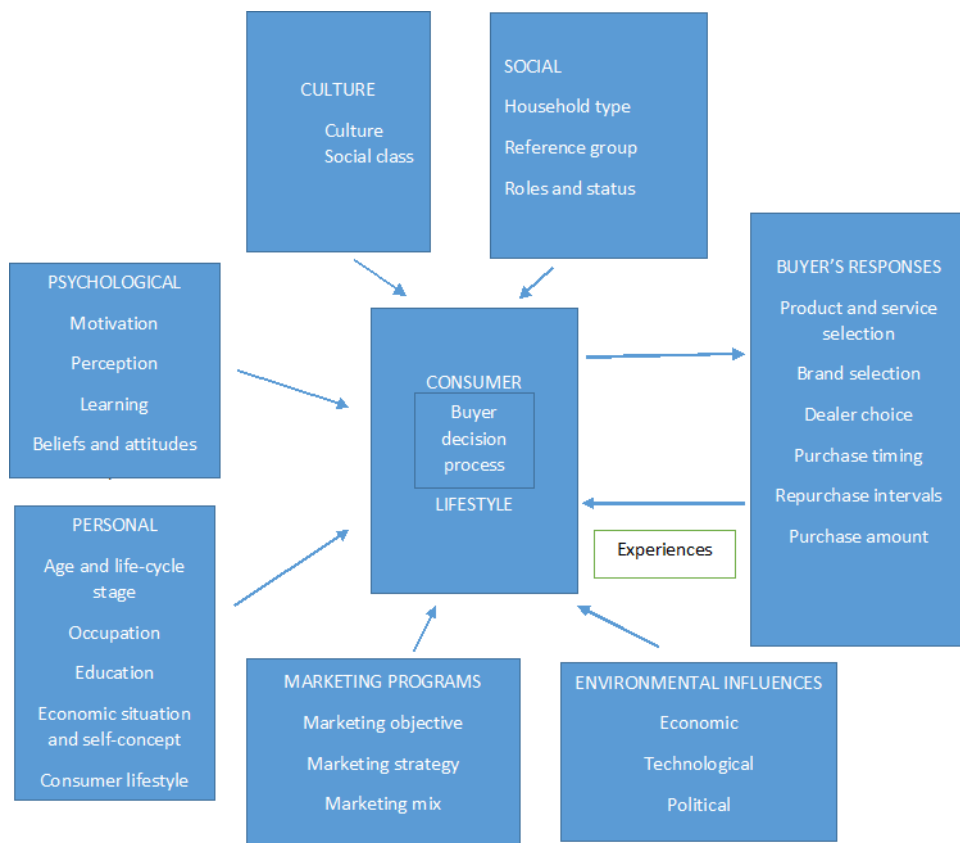 CULTURE
Culture
Social class
SOCIAL
Household type
Reference group
Roles and status
PSYCHOLOGICAL
Motivation
Perception
Learning
Beliefs and attitudes
CONSUMER
Buyer
decision
process
LIFESTYLE
BUYER’S RESPONSES
Product and service
selection
Brand selection
Dealer choice
Purchase timing
Repurchase intervals
Purchase amount
Experiences
PERSONAL
Age and life-cycle
stage
Occupation
Education
Economic situation
and self-concept
Consumer lifestyle
MARKETING PROGRAMS
Marketing objective
Marketing strategy
Marketing mix
ENVIRONMENTAL INFLUENCES
Economic
Technological
Political